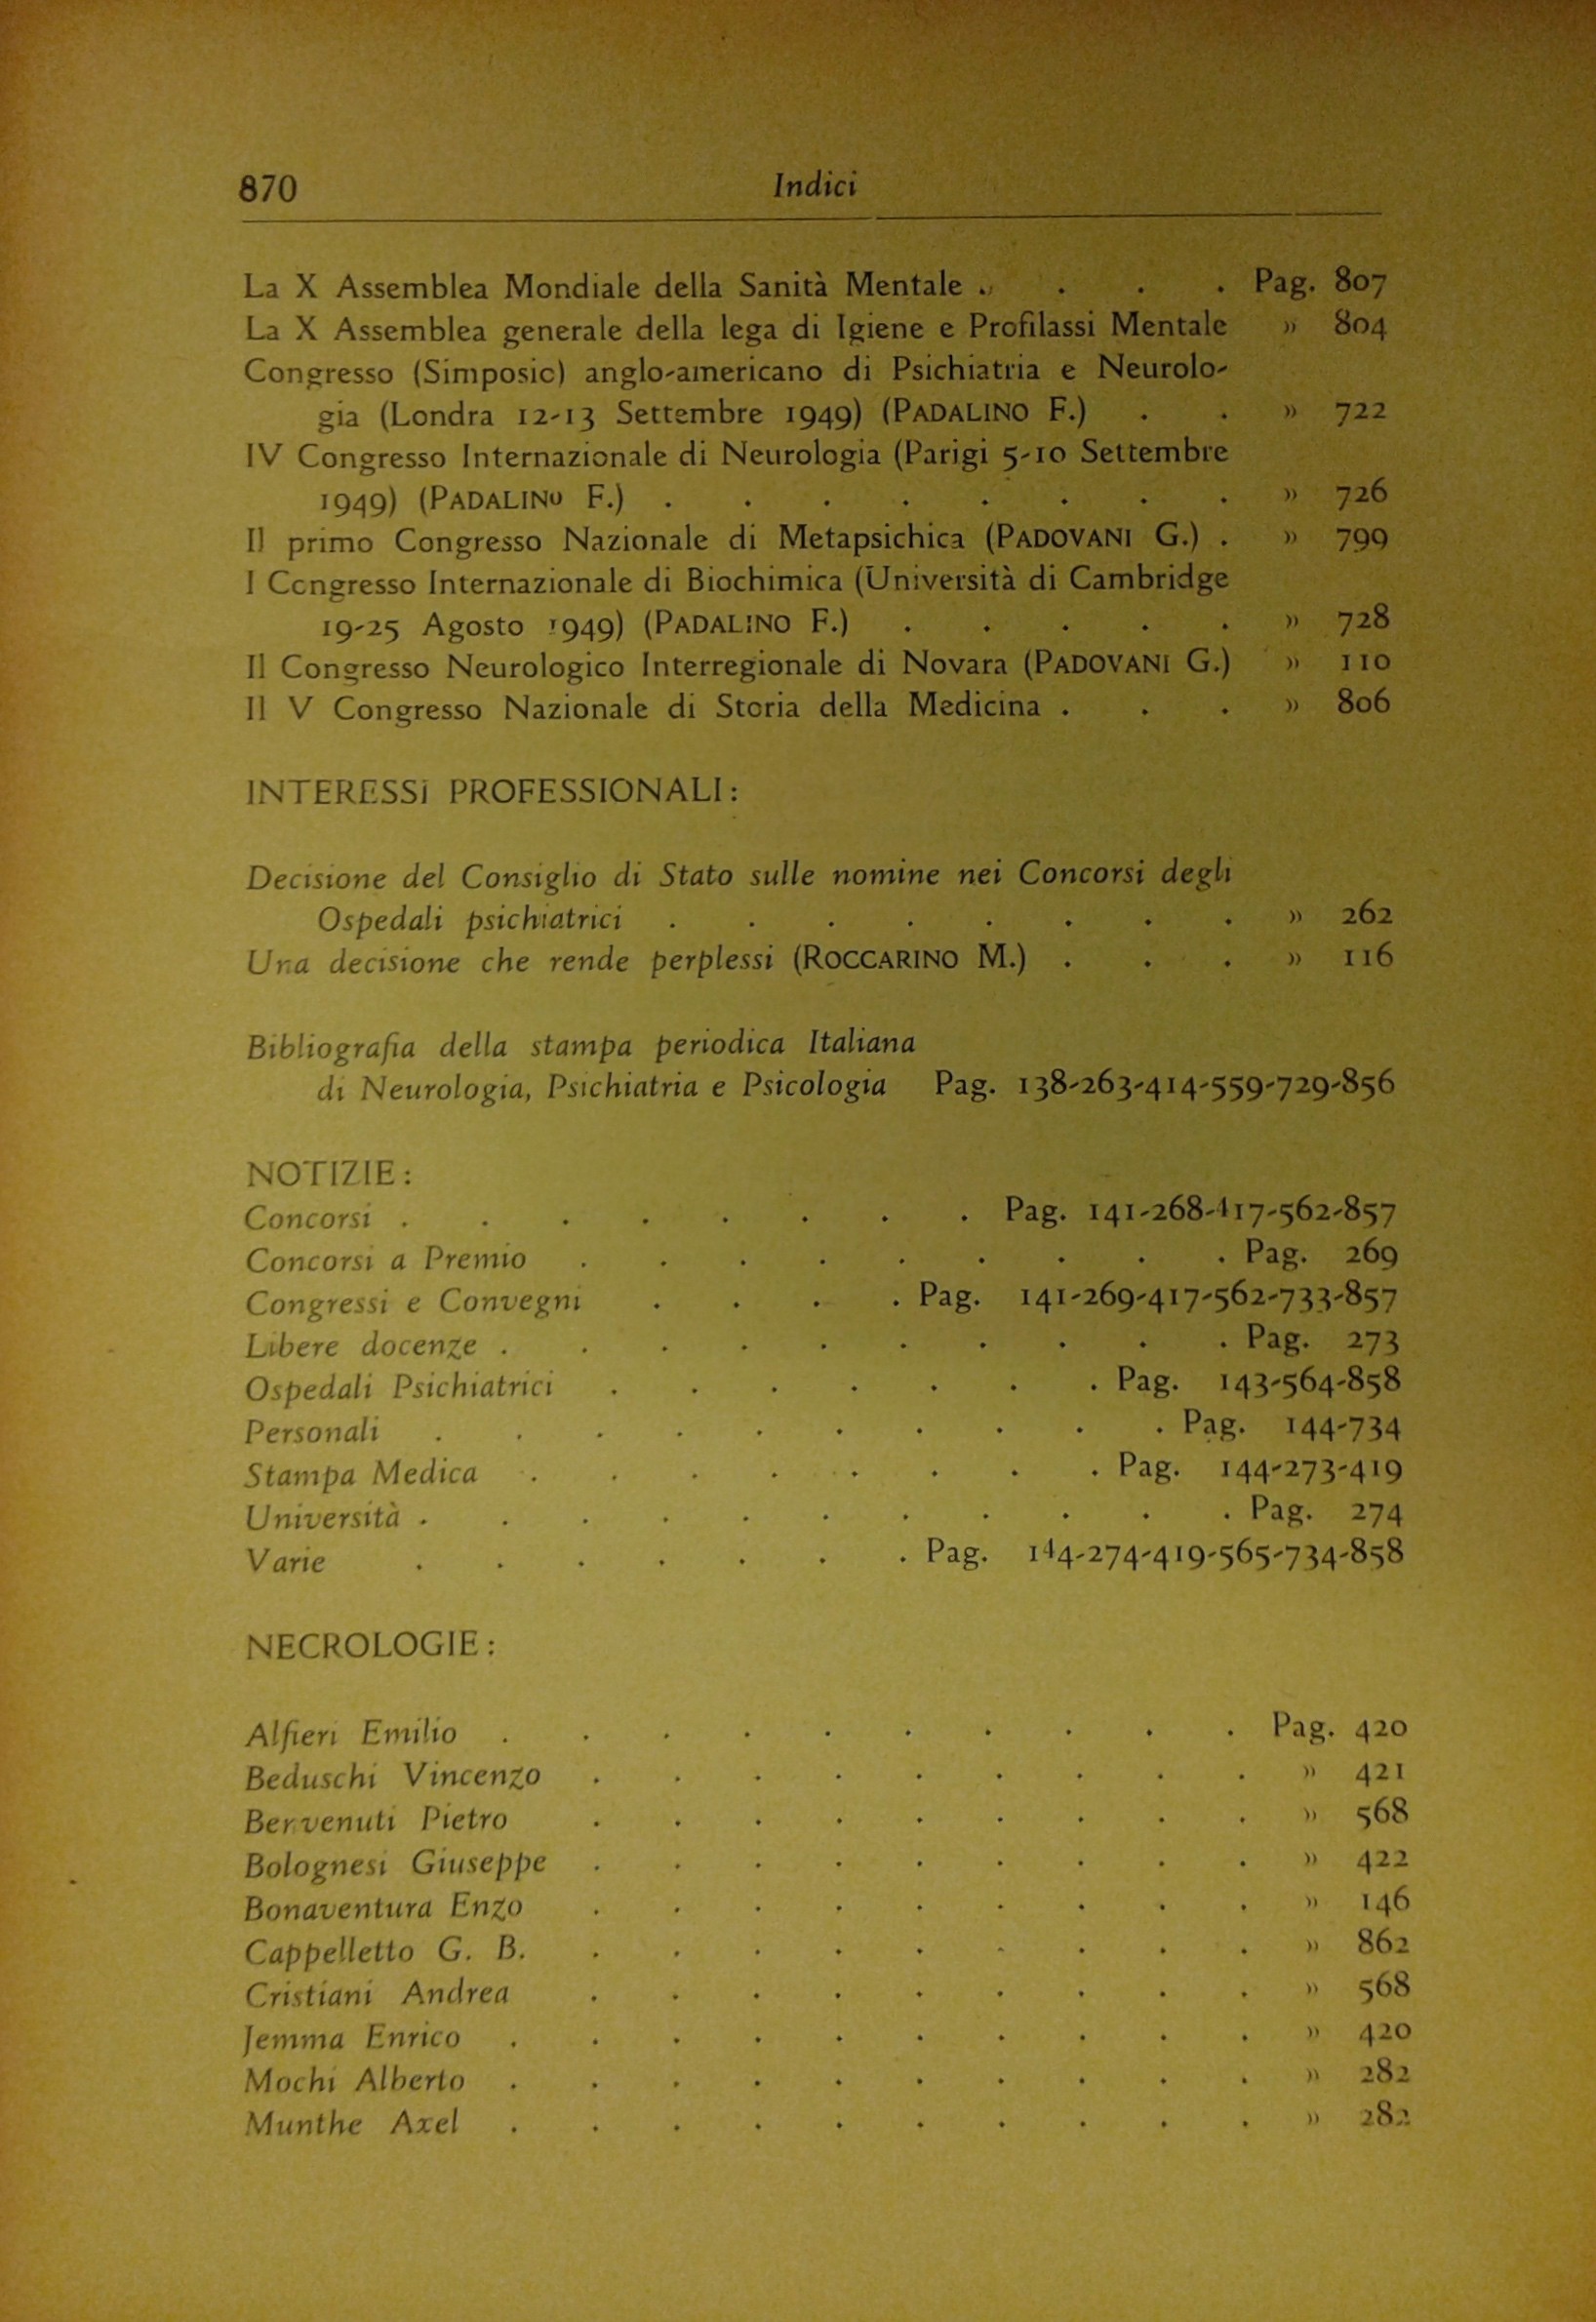 870 Indici
La X Assemblea Mondiale della Sanità Mentale . . . . Pag. 807
La X Assemblea generale della lega di Igiene e Profilassi Mentale » 804
Congresso (Simposio) anglo-americano di Psichiatria e Neurolo-
gia (Londra 12-13 Settembre 1949) (PADALINO F.) . . » 722
IV Congresso Internazionale di Neurologia (Parigi 5-10 Settembre
1949) (PADALINO F.) . . . . . . . . » 726
Il primo Congresso Nazionale di Metapsichica (PADOVANI G.) . » 799
I Congresso Internazionale di Biochimica (Università di Cambridge
19-25 Agosto 1949) (PADALINO F.) . . . . . » 728
Il Congresso Neurologico Interregionale di Novara (PADOVANI G.) » 110
Il V Congresso Nazionale di Storia della Medicina . . . » 806
INTERESSI PROFESSIONALI:
Decisione del Consiglio di Stato sulle nomine nei Concorsi degli
Ospedali psichiatrici . . . . . . . . » 262
Una decisione che rende perplessi (ROCCARINO M.) . . . » 116
Bibliografia della stampa periodica Italiana
di Neurologia, Psichiatria e Psicologia Pag. 138-263-414-559-729-856
NOTIZIE:
Concorsi . . . . . . . . Pag. 141-268-417-562-857
Concorsi a Premio . . . . . . . . . Pag. 269
Congressi e Convegni . . . . Pag. 141-269-417-562-733-857
Libere docenze . . . . . . . . . . Pag. 273
Ospedali Psichiatrici . . . . . . . Pag. 143-564-858
Personali . . . . . . . . . . Pag. 144-734
Stampa Medica . . . . . . . . Pag. 144-273-419
Università . . . . . . . . . . . Pag. 274
Varie . . . . . . . Pag. 144-274-419-565-734-858
NECROLOGIE:
Alfieri Emilio . . . . . . . . . . Pag. 420
Beduschi Vincenzo . . . . . . . . . » 421
Benvenuti Pietro . . . . . . . . . » 568
Bolognesi Giuseppe . . . . . . . . . » 422
Bonaventura Enzo . . . . . . . . . » 146
Cappelletto G. B. . . . . . . . . . » 862
Cristiani Andrea . . . . . . . . . » 568
Jemma Enrico . . . . . . . . . . » 420
Mochi Alberto . . . . . . . . . . » 282
Munthe Axel . . . . . . . . . . » 282